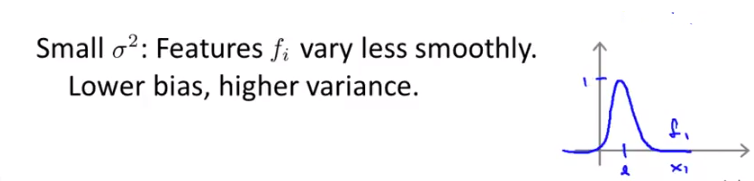 Small σ²: Features fᵢ vary less smoothly.
Lower bias, higher variance.
1
f₁
l
x₁